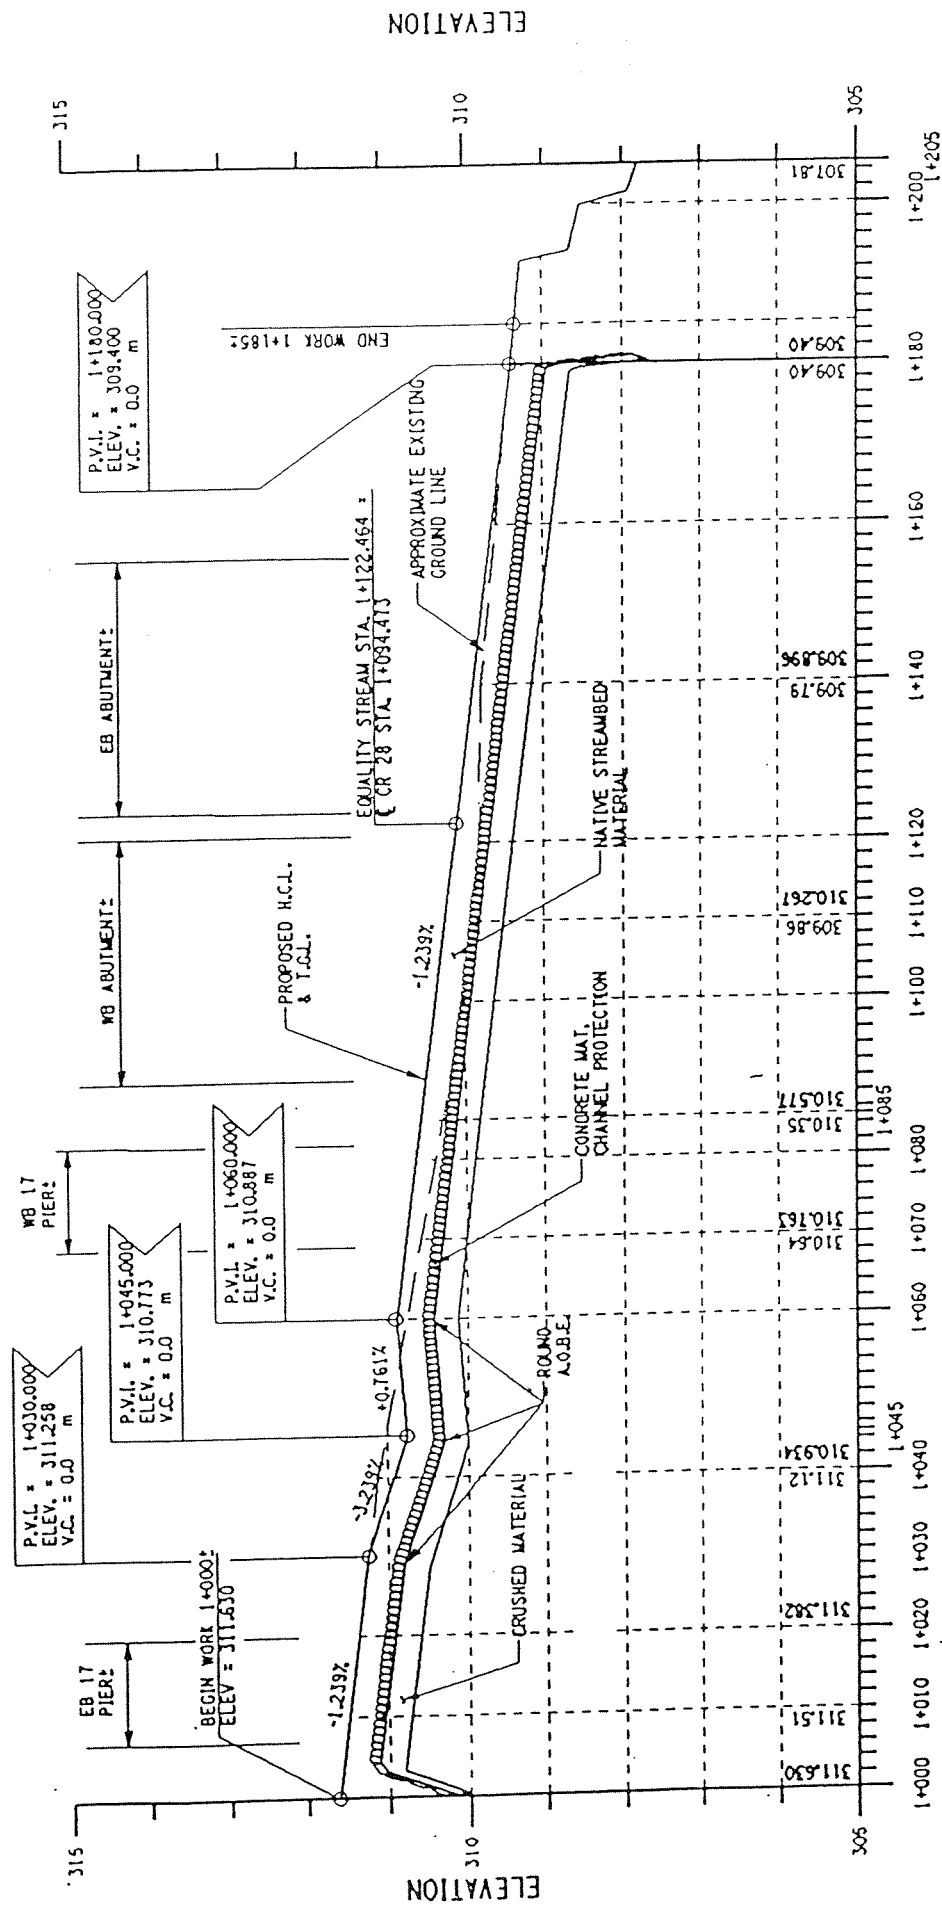 ELEVATION
315
310
305
EB 17
PIER±
BEGIN WORK 1+000±
ELEV = 311.630
-1.239%
P.V.I. = 1+030.000
ELEV. = 311.258
V.C. = 0.0 m
-3.239%
P.V.I. = 1+045.000
ELEV. = 310.773
V.C. = 0.0 m
+0.761%
WB 17
PIER±
P.V.I. = 1+060.000
ELEV. = 310.887
V.C. = 0.0 m
WB ABUTMENT±
PROPOSED H.C.L.
& T.G.L.
-1.239%
EB ABUTMENT±
EQUALITY STREAM STA. 1+122.464 =
℄ CR 28 STA. 1+094.473
APPROXIMATE EXISTING
GROUND LINE
P.V.I. = 1+180.000
ELEV. = 309.400
V.C. = 0.0 m
END WORK 1+185±
CRUSHED MATERIAL
ROUND
A.O.B.E.
CONCRETE MAT,
CHANNEL PROTECTION
NATIVE STREAMBED
MATERIAL
311.630
311.51
311.382
311.12
310.934
310.64
310.763
310.35
310.577
309.86
310.267
309.79
309.896
309.40
309.40
307.81
1+000
1+010
1+020
1+040
1+045
1+060
1+070
1+080
1+085
1+100
1+110
1+120
1+140
1+160
1+180
1+200
1+205
315
310
305
ELEVATION